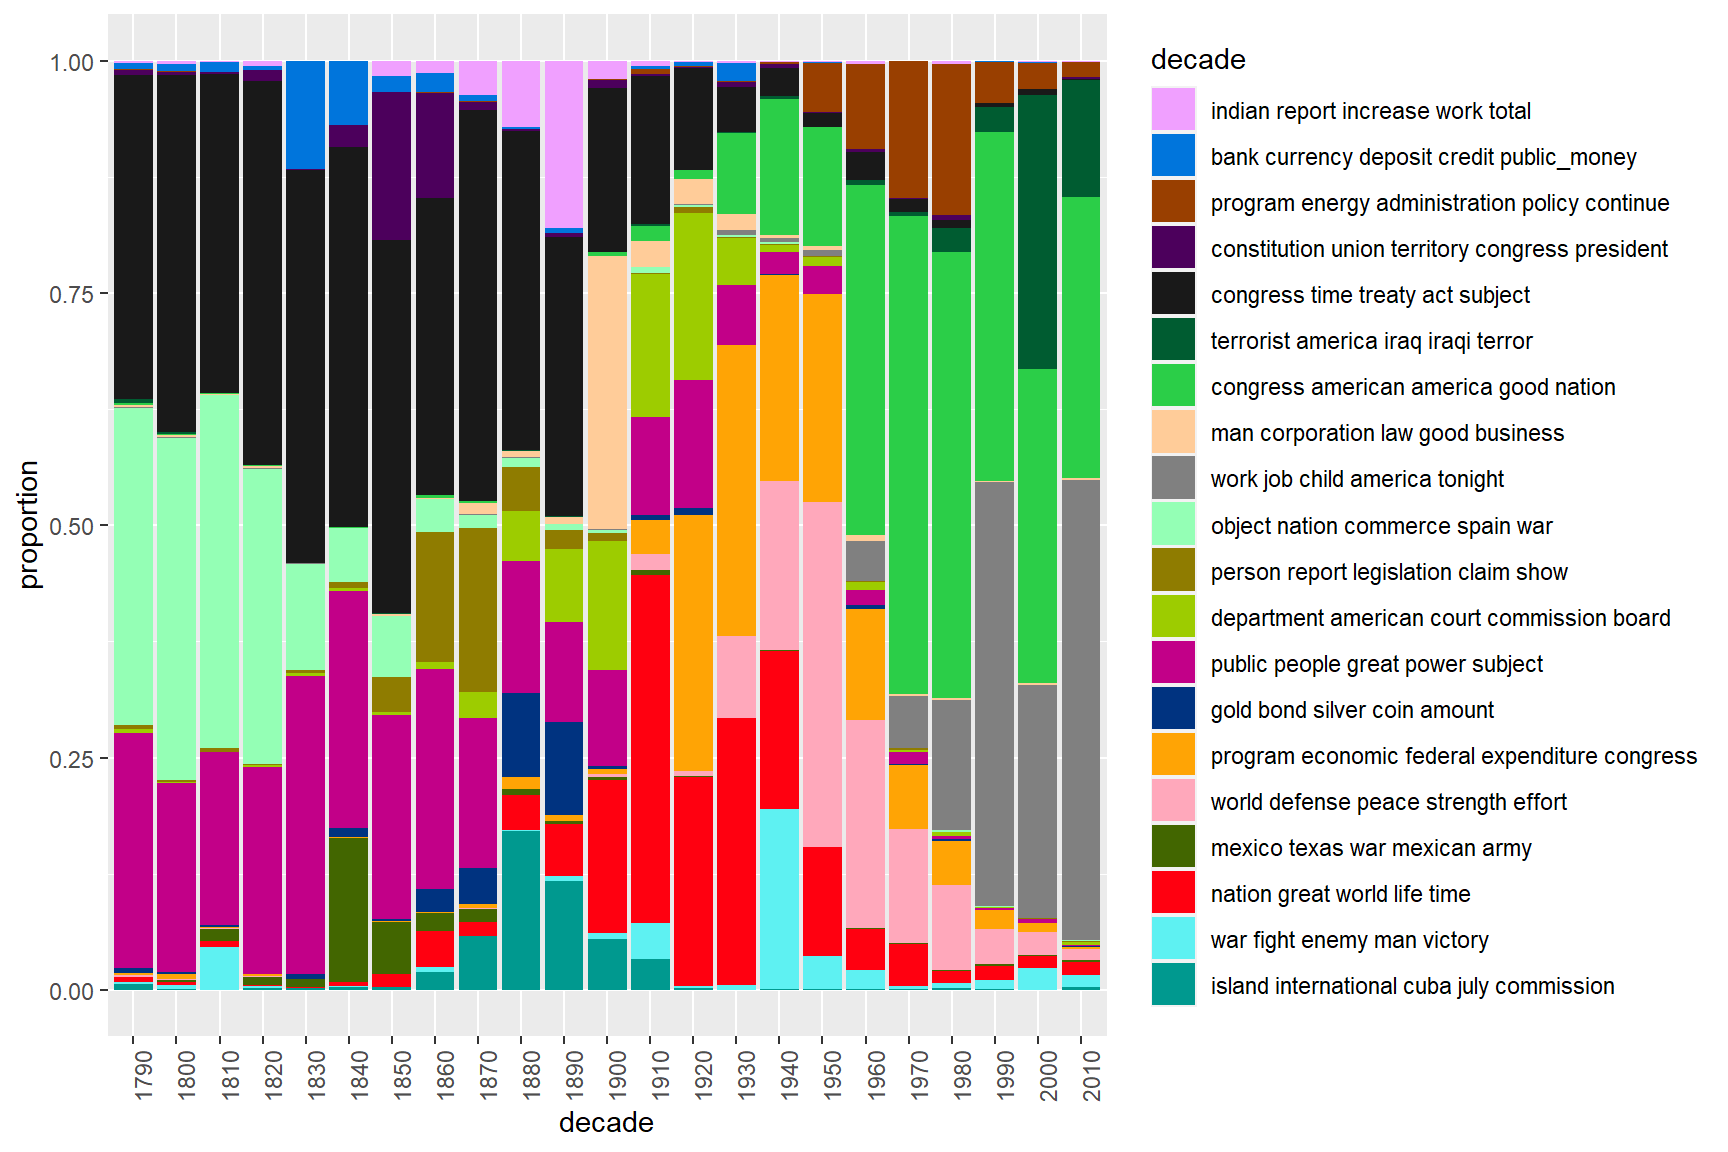 decade
indian report increase work total
bank currency deposit credit public_money
program energy administration policy continue
constitution union territory congress president
congress time treaty act subject
terrorist america iraq iraqi terror
congress american america good nation
man corporation law good business
work job child america tonight
object nation commerce spain war
person report legislation claim show
department american court commission board
public people great power subject
gold bond silver coin amount
program economic federal expenditure congress
world defense peace strength effort
mexico texas war mexican army
nation great world life time
war fight enemy man victory
island international cuba july commission
proportion
1.00
0.75
0.50
0.25
0.00
1790
1800
1810
1820
1830
1840
1850
1860
1870
1880
1890
1900
1910
1920
1930
1940
1950
1960
1970
1980
1990
2000
2010
decade